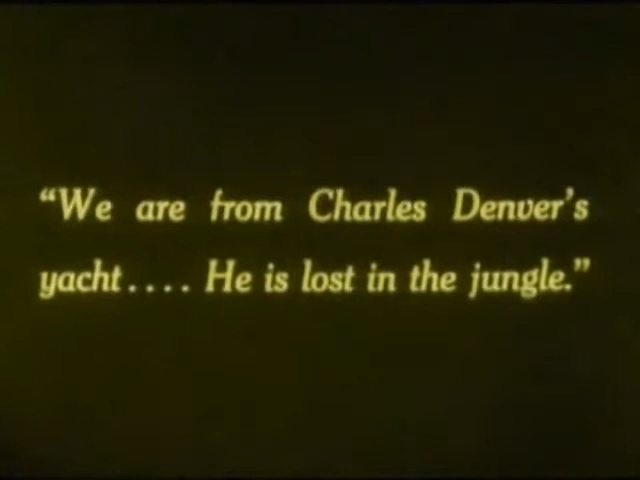 “We are from Charles Denver’s
yacht.... He is lost in the jungle.”